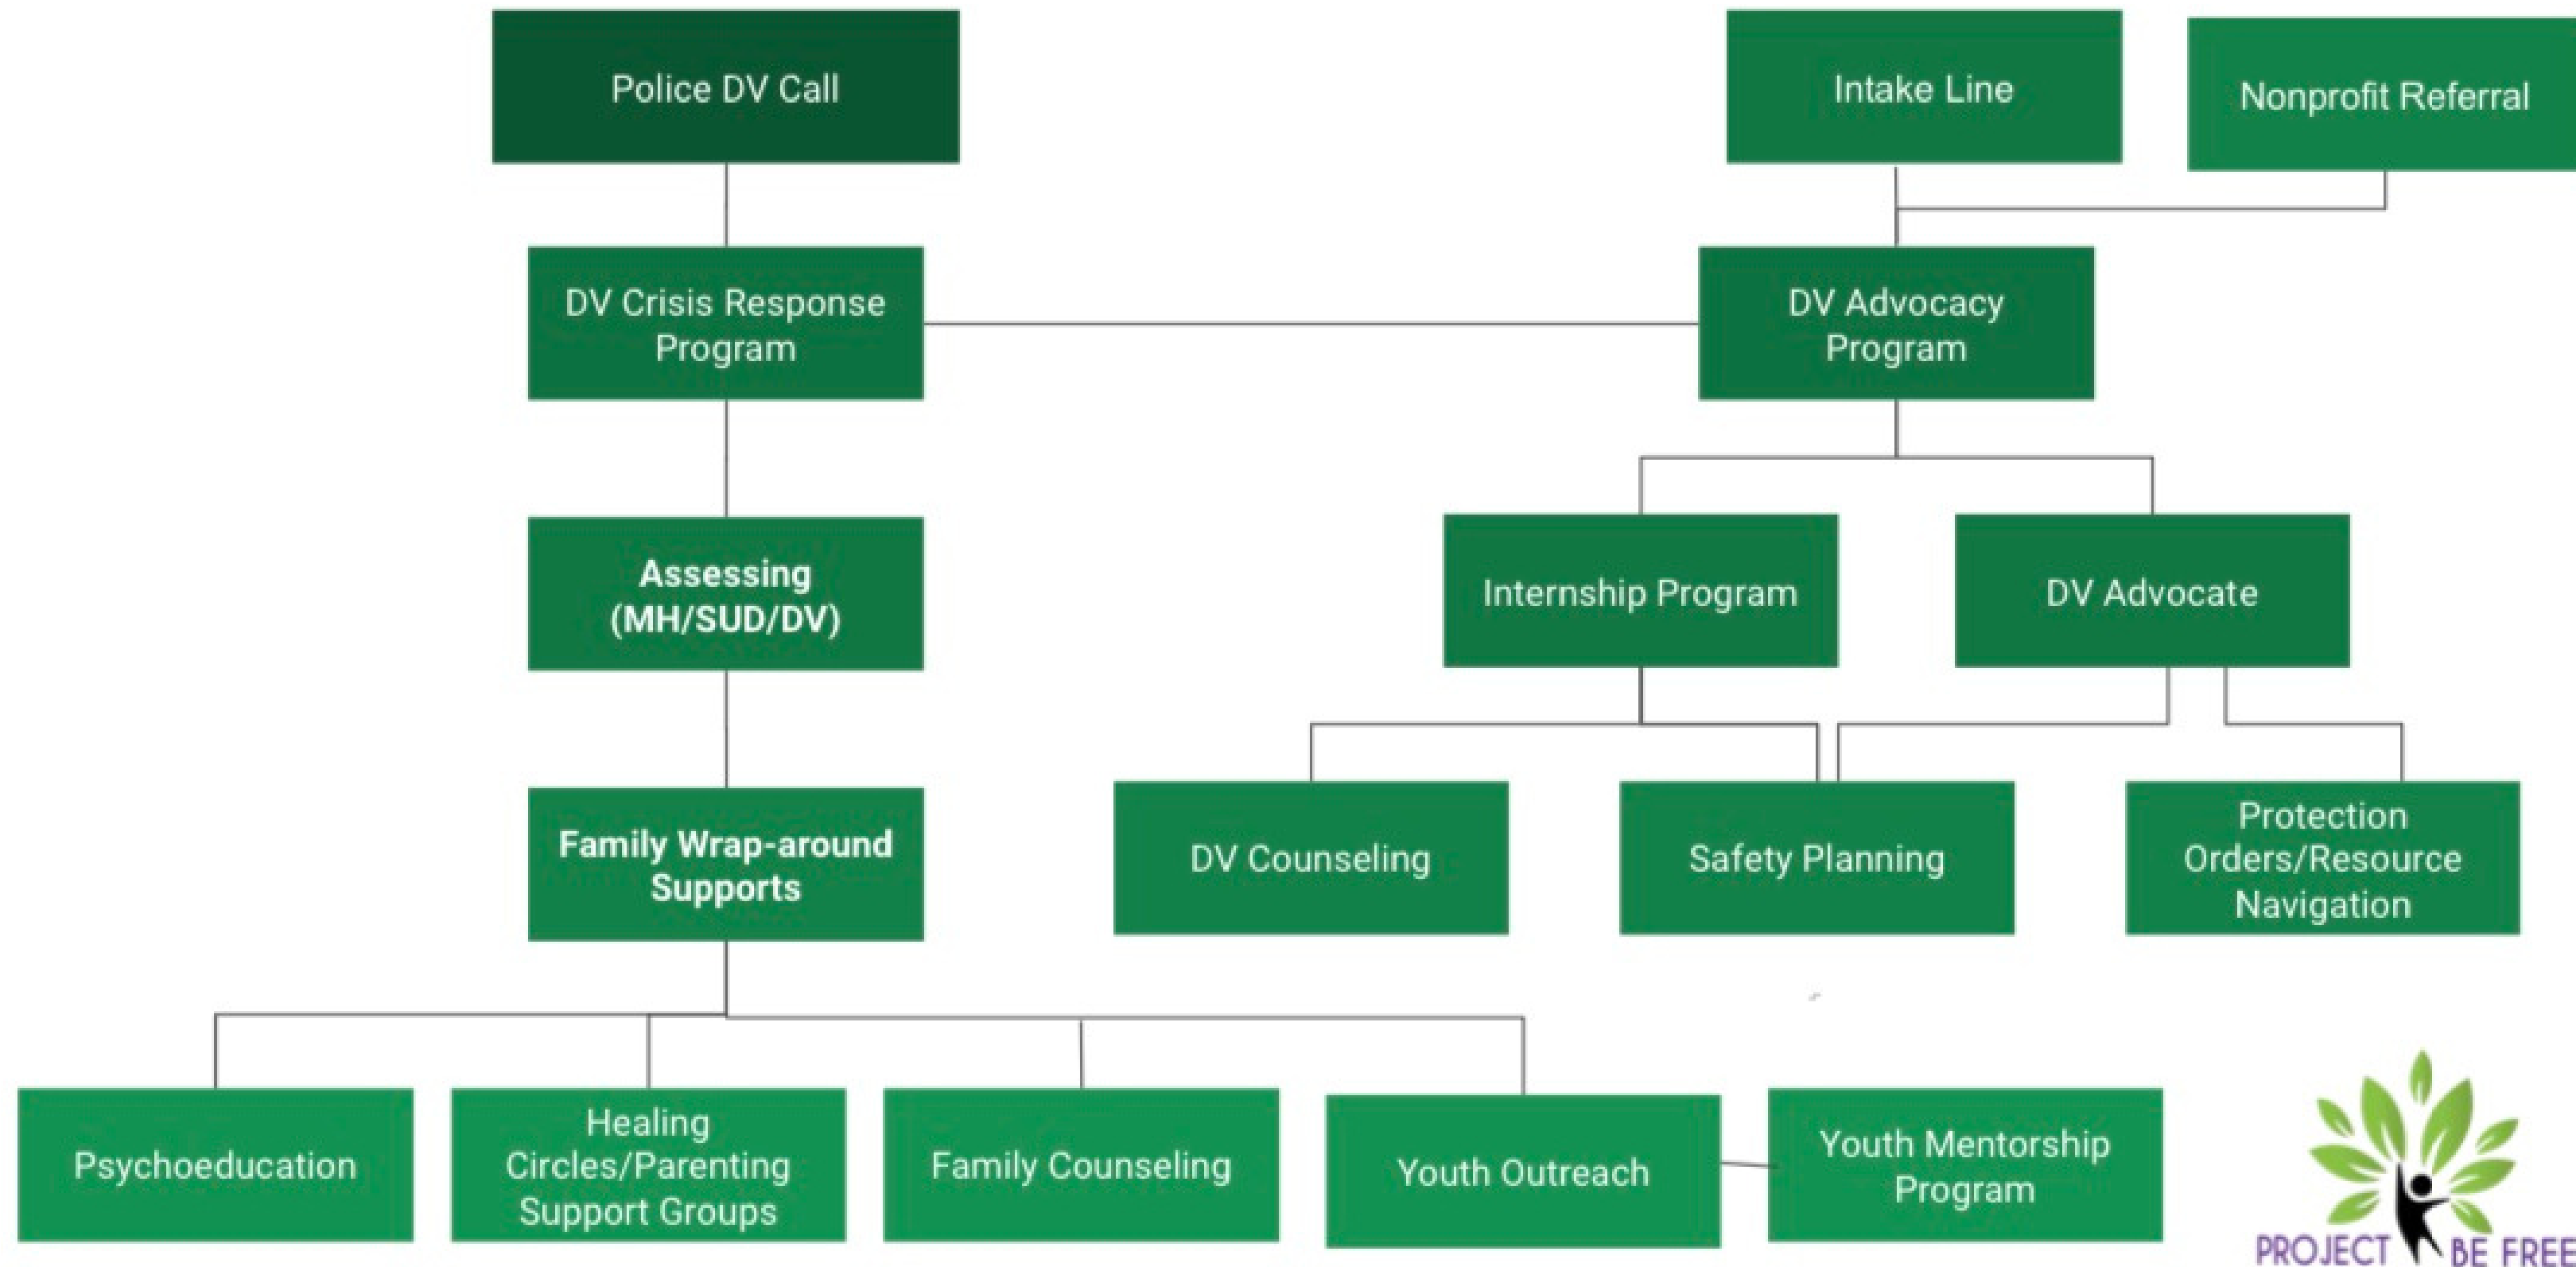 Police DV Call
Intake Line
Nonprofit Referral
DV Crisis Response
Program
DV Advocacy
Program
Assessing
(MH/SUD/DV)
Internship Program
DV Advocate
Family Wrap-around
Supports
DV Counseling
Safety Planning
Protection
Orders/Resource
Navigation
Psychoeducation
Healing
Circles/Parenting
Support Groups
Family Counseling
Youth Outreach
Youth Mentorship
Program
PROJECT BE FREE